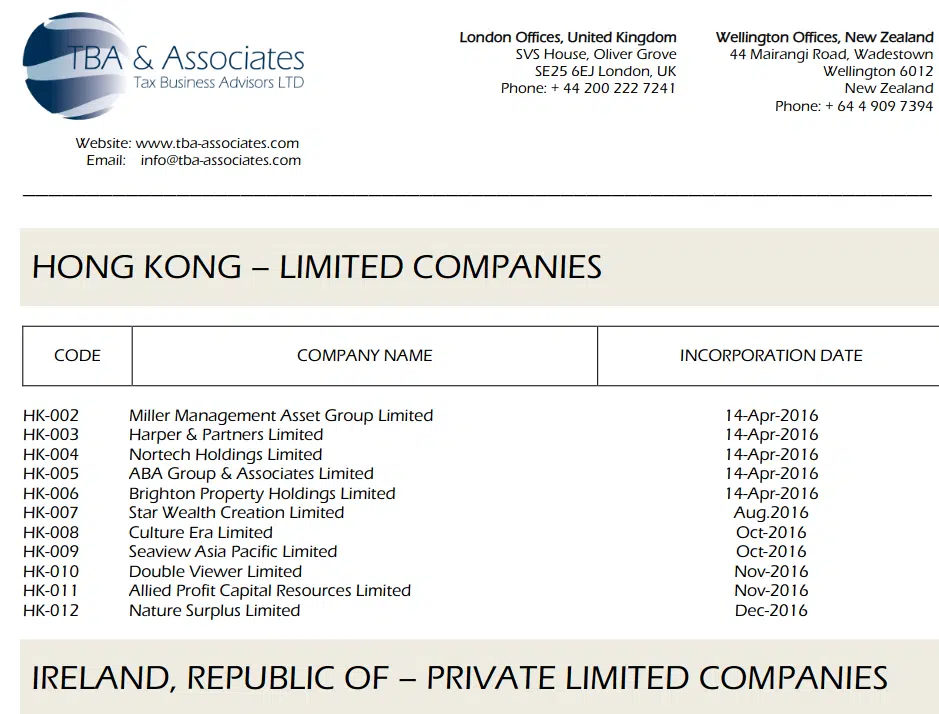 TBA & Associates
Tax Business Advisors LTD
Website: www.tba-associates.com
Email: info@tba-associates.com
London Offices, United Kingdom
SVS House, Oliver Grove
SE25 6EJ London, UK
Phone: + 44 200 222 7241
Wellington Offices, New Zealand
44 Mairangi Road, Wadestown
Wellington 6012
New Zealand
Phone: + 64 4 909 7394
HONG KONG – LIMITED COMPANIES
CODE COMPANY NAME INCORPORATION DATE
HK-002 Miller Management Asset Group Limited 14-Apr-2016
HK-003 Harper & Partners Limited 14-Apr-2016
HK-004 Nortech Holdings Limited 14-Apr-2016
HK-005 ABA Group & Associates Limited 14-Apr-2016
HK-006 Brighton Property Holdings Limited 14-Apr-2016
HK-007 Star Wealth Creation Limited Aug.2016
HK-008 Culture Era Limited Oct-2016
HK-009 Seaview Asia Pacific Limited Oct-2016
HK-010 Double Viewer Limited Nov-2016
HK-011 Allied Profit Capital Resources Limited Nov-2016
HK-012 Nature Surplus Limited Dec-2016
IRELAND, REPUBLIC OF – PRIVATE LIMITED COMPANIES